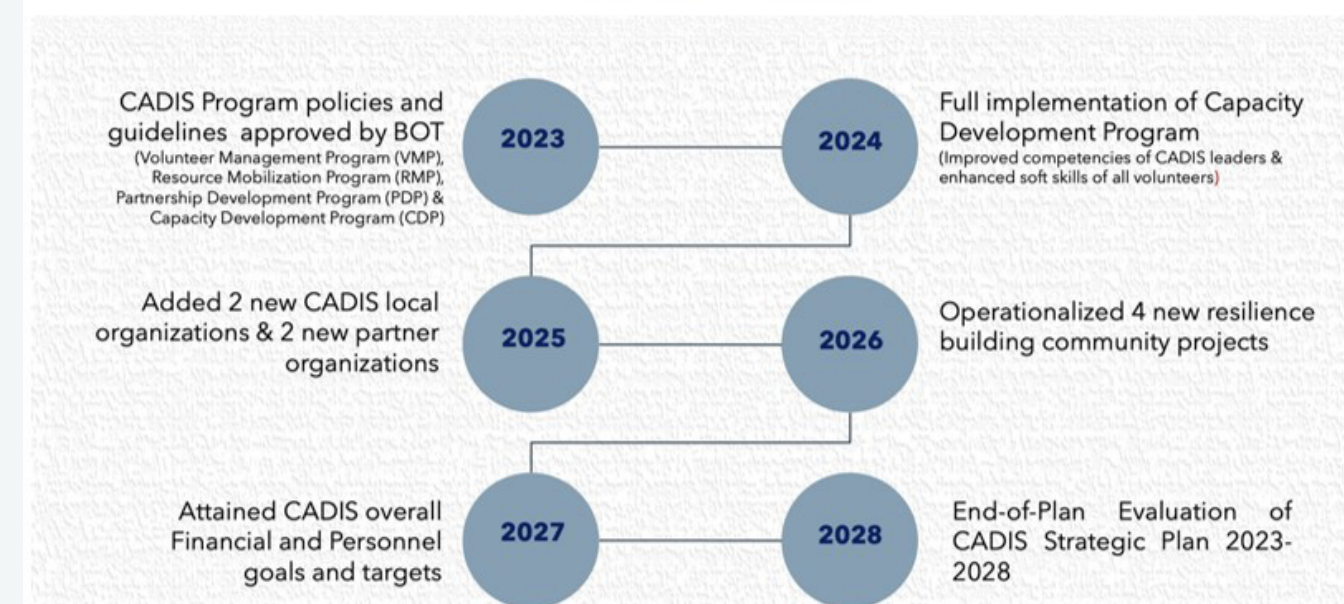 CADIS Program policies and
guidelines approved by BOT
(Volunteer Management Program (VMP),
Resource Mobilization Program (RMP),
Partnership Development Program (PDP) &
Capacity Development Program (CDP)
2023
2024
Full implementation of Capacity
Development Program
(Improved competencies of CADIS leaders &
enhanced soft skills of all volunteers)
Added 2 new CADIS local
organizations & 2 new partner
organizations
2025
2026
Operationalized 4 new resilience
building community projects
Attained CADIS overall
Financial and Personnel
goals and targets
2027
2028
End-of-Plan Evaluation of
CADIS Strategic Plan 2023-
2028